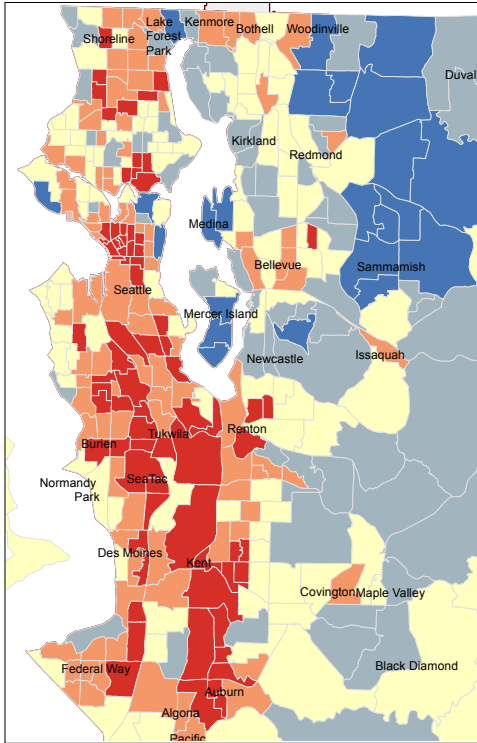 Lake
Forest
Park
Kenmore
Bothell
Woodinville
Shoreline
Duval
Kirkland
Redmond
Medina
Bellevue
Sammamish
Seattle
Mercer Island
Newcastle
Issaquah
Renton
Tukwila
Burien
SeaTac
Normandy
Park
Des Moines
Kent
Covington
Maple Valley
Black Diamond
Federal Way
Auburn
Algona
Pacific